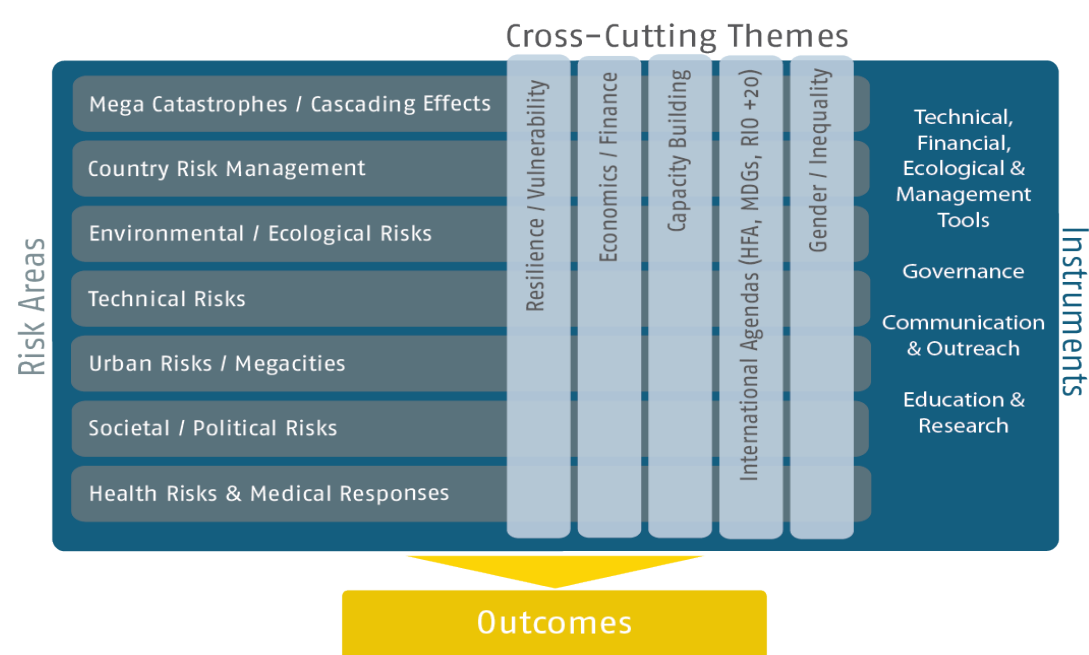 Cross-Cutting Themes
Risk Areas
Mega Catastrophes / Cascading Effects
Country Risk Management
Environmental / Ecological Risks
Technical Risks
Urban Risks / Megacities
Societal / Political Risks
Health Risks & Medical Responses
Resilience / Vulnerability
Economics / Finance
Capacity Building
International Agendas (HFA, MDGs, RIO +20)
Gender / Inequality
Technical,
Financial,
Ecological &
Management
Tools
Governance
Communication
& Outreach
Education &
Research
Instruments
Outcomes